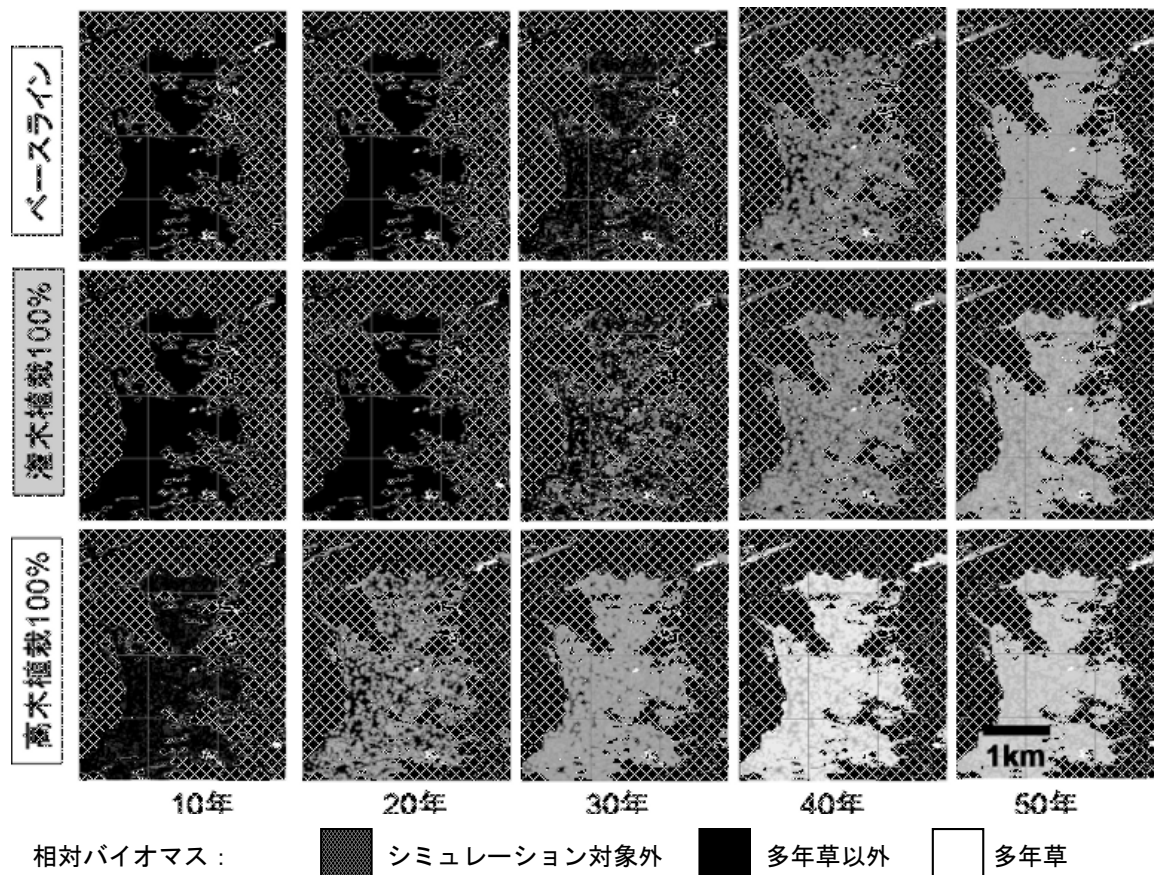 ベースライン
灌木植栽100%
高木植栽100%
1km
10年
20年
30年
40年
50年
相対バイオマス：
シミュレーション対象外
多年草以外
多年草